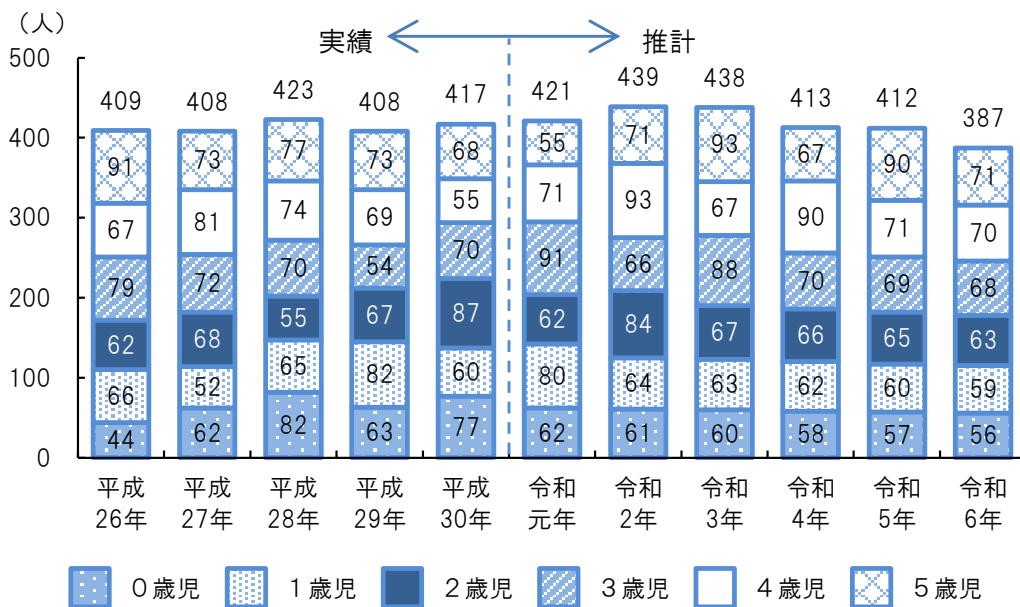 （人）
実績 推計
500
400
300
200
100
0
409 408 423 408 417 421 439 438 413 412 387
91 73 77 73 68 55 71 93 67 90 71
67 81 74 69 55 71 93 67 90 71 70
79 72 70 54 70 91 66 88 70 69 68
62 68 55 67 87 62 84 67 66 65 63
66 52 65 82 60 80 64 63 62 60 59
44 62 82 63 77 62 61 60 58 57 56
平成 平成 平成 平成 平成 令和 令和 令和 令和 令和 令和
26年 27年 28年 29年 30年 元年 2年 3年 4年 5年 6年
０歳児 １歳児 ２歳児 ３歳児 ４歳児 ５歳児